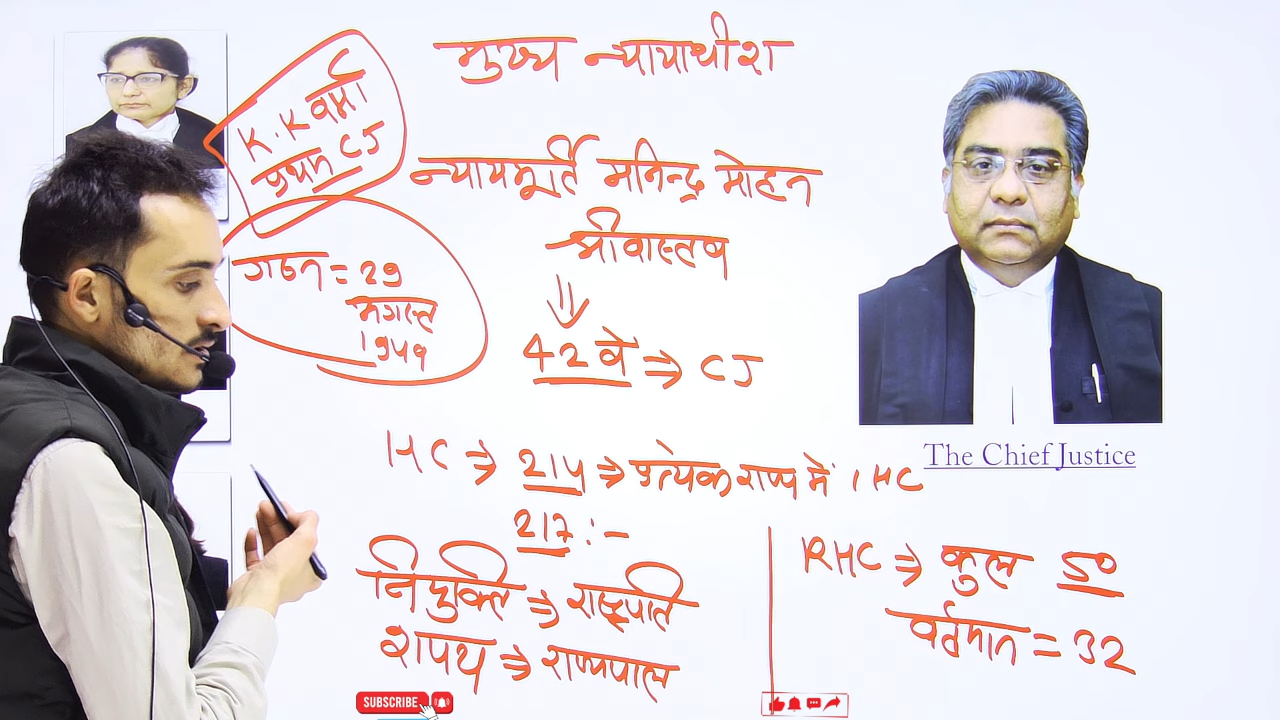 मुख्य न्यायाधीश
K.K वर्मा
प्रथम CJ
न्यायमूर्ति मनिन्द्र मोहन
श्रीवास्तव
गठन = 29
अगस्त
1949
⇓
42 वें ⇒ CJ
The Chief Justice
HC ⇒ 214 ⇒ प्रत्येक राज्य में 1 HC
217 :-
नियुक्ति ⇒ राष्ट्रपति
शपथ ⇒ राज्यपाल
RHC ⇒ कुल 50
वर्तमान = 32
SUBSCRIBE